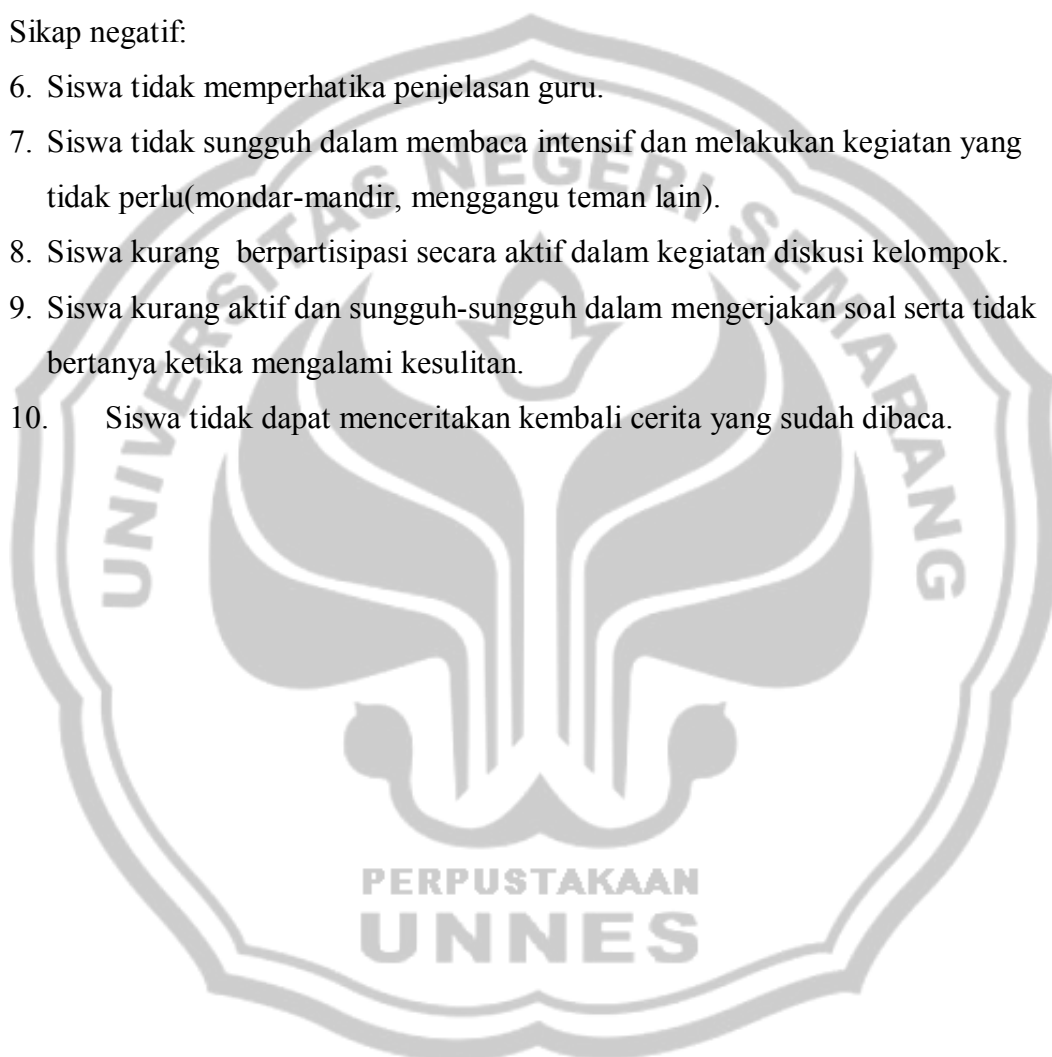 Sikap negatif:
6. Siswa tidak memperhatika penjelasan guru.
7. Siswa tidak sungguh dalam membaca intensif dan melakukan kegiatan yang
tidak perlu(mondar-mandir, menggangu teman lain).
8. Siswa kurang  berpartisipasi secara aktif dalam kegiatan diskusi kelompok.
9. Siswa kurang aktif dan sungguh-sungguh dalam mengerjakan soal serta tidak
bertanya ketika mengalami kesulitan.
10. Siswa tidak dapat menceritakan kembali cerita yang sudah dibaca.
UNIVERSITAS NEGERI SEMARANG
PERPUSTAKAAN
UNNES